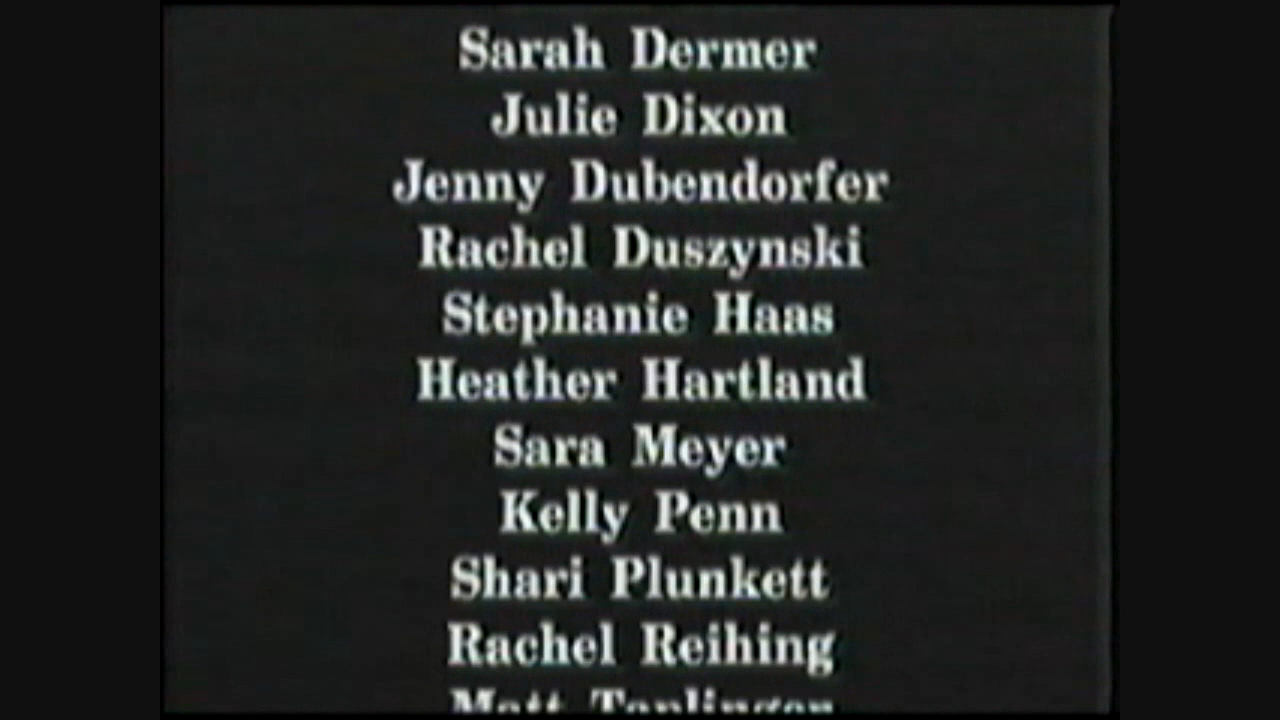 Sarah Dermer
Julie Dixon
Jenny Dubendorfer
Rachel Duszynski
Stephanie Haas
Heather Hartland
Sara Meyer
Kelly Penn
Shari Plunkett
Rachel Reihing
Matt